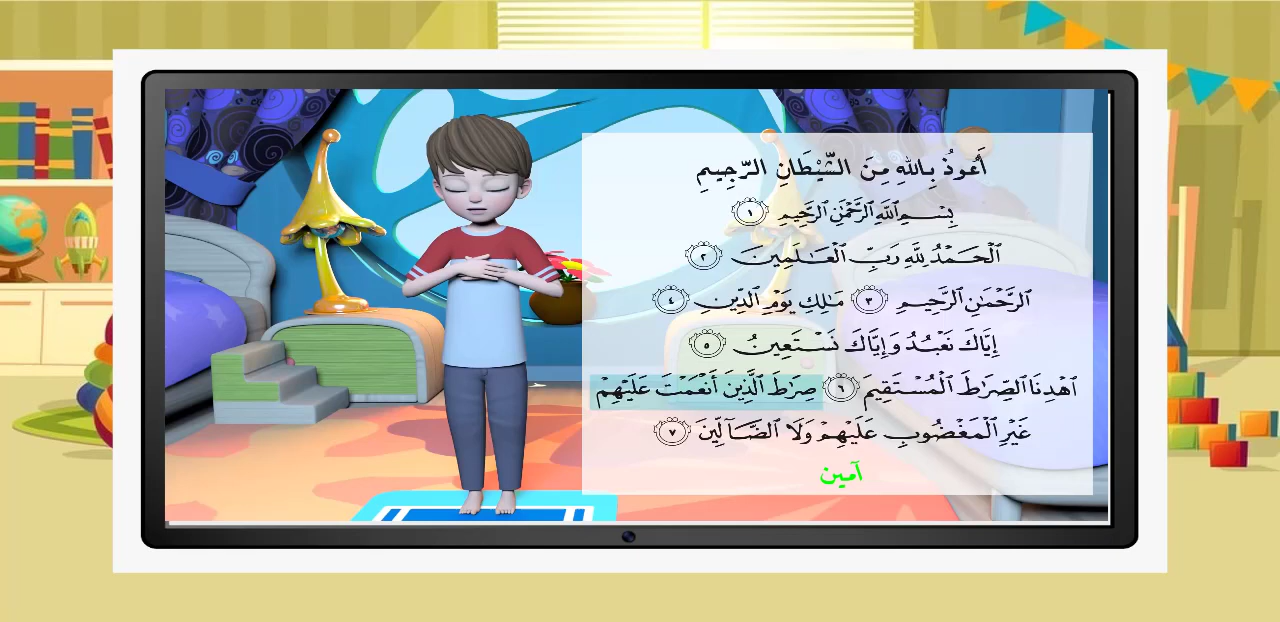 أَعُوذُ بِاللهِ مِنَ الشَّيْطَانِ الرَّجِيمِ
بِسْمِ ٱللَّهِ ٱلرَّحْمَٰنِ ٱلرَّحِيمِ ١
ٱلْحَمْدُ لِلَّهِ رَبِّ ٱلْعَٰلَمِينَ ٢
ٱلرَّحْمَٰنِ ٱلرَّحِيمِ ٣ مَٰلِكِ يَوْمِ ٱلدِّينِ ٤
إِيَّاكَ نَعْبُدُ وَإِيَّاكَ نَسْتَعِينُ ٥
ٱهْدِنَا ٱلصِّرَٰطَ ٱلْمُسْتَقِيمَ ٦ صِرَٰطَ ٱلَّذِينَ أَنْعَمْتَ عَلَيْهِمْ
غَيْرِ ٱلْمَغْضُوبِ عَلَيْهِمْ وَلَا ٱلضَّآلِّينَ ٧
آمين